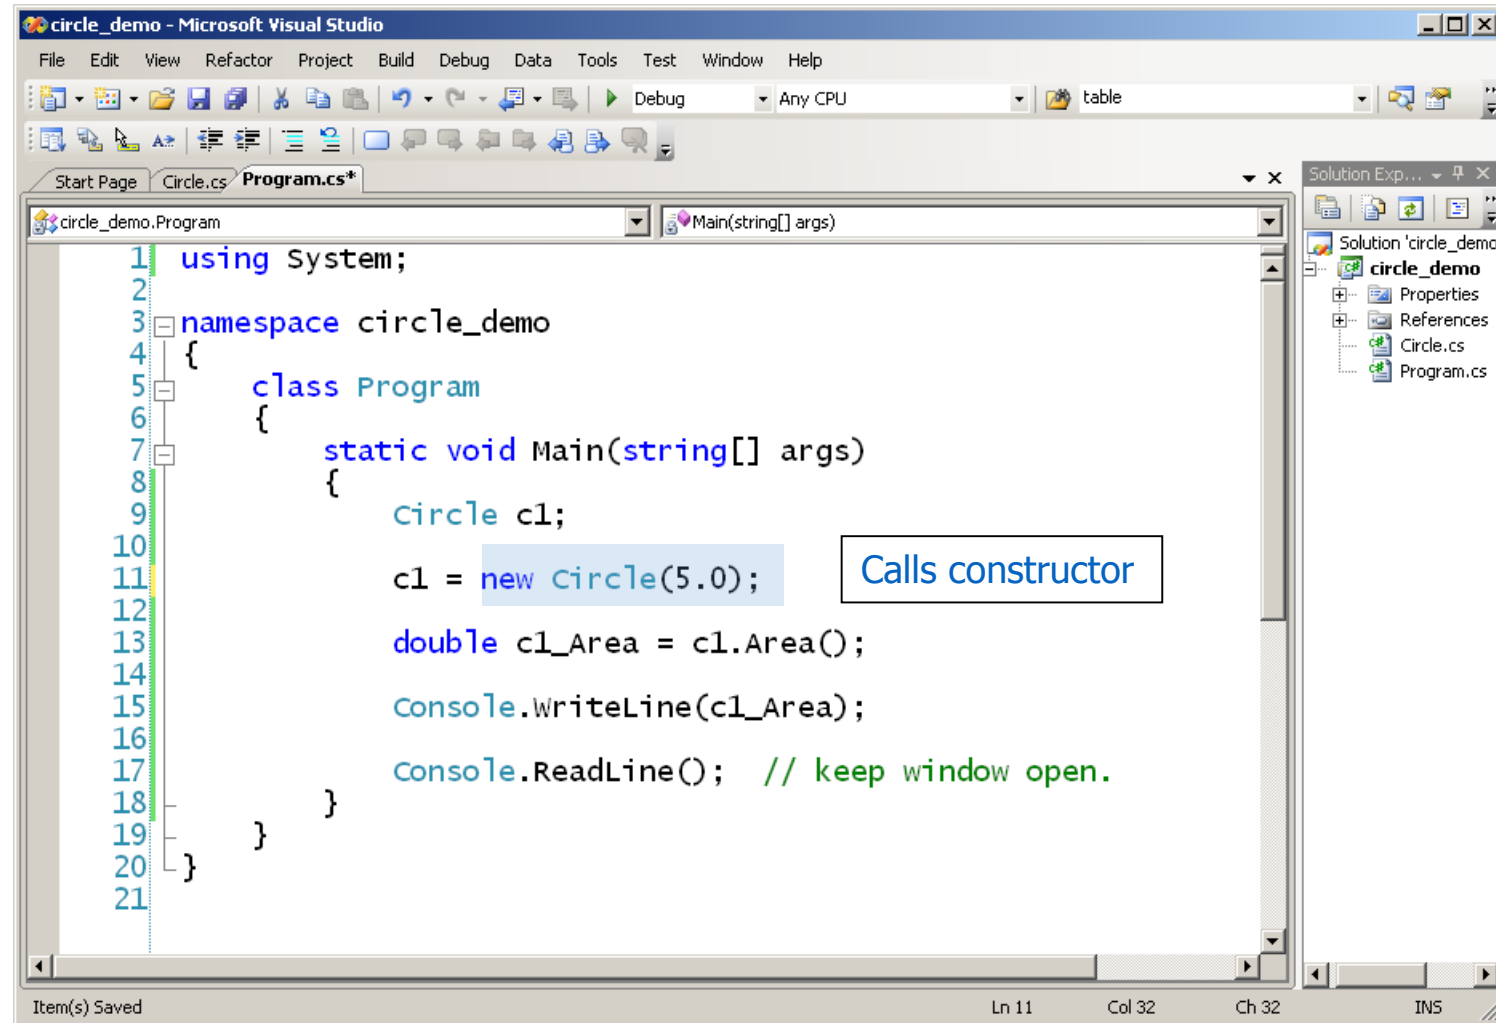 circle_demo - Microsoft Visual Studio
File Edit View Refactor Project Build Debug Data Tools Test Window Help
Debug Any CPU table
Start Page Circle.cs Program.cs*
Solution Exp...
circle_demo.Program Main(string[] args)
Solution 'circle_demo
circle_demo
Properties
References
Circle.cs
Program.cs
1 using System;
2
3 namespace circle_demo
4 {
5 class Program
6 {
7 static void Main(string[] args)
8 {
9 Circle c1;
10
11 c1 = new Circle(5.0);
Calls constructor
12
13 double c1_Area = c1.Area();
14
15 Console.WriteLine(c1_Area);
16
17 Console.ReadLine(); // keep window open.
18 }
19 }
20 }
21
Item(s) Saved Ln 11 Col 32 Ch 32 INS